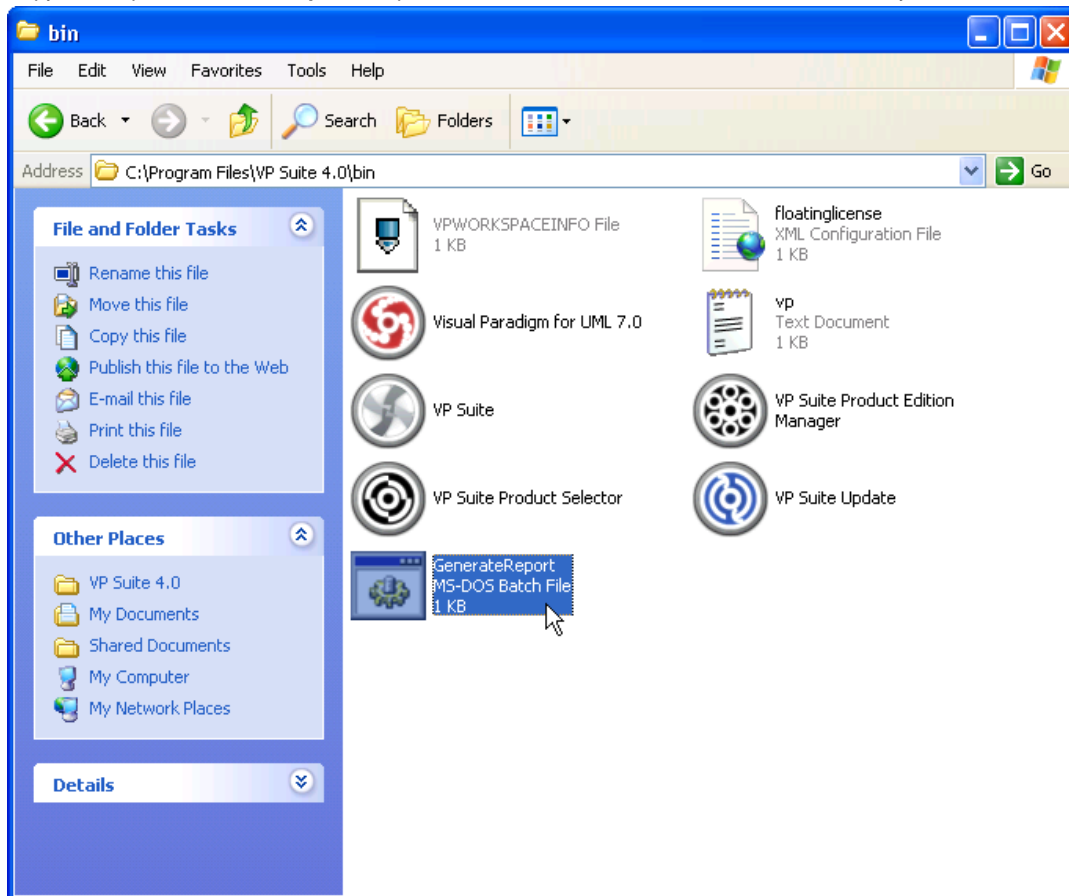 bin
File Edit View Favorites Tools Help
Back Search Folders
Address C:\Program Files\VP Suite 4.0\bin Go
File and Folder Tasks
Rename this file
Move this file
Copy this file
Publish this file to the Web
E-mail this file
Print this file
Delete this file
Other Places
VP Suite 4.0
My Documents
Shared Documents
My Computer
My Network Places
Details
VPWORKSPACEINFO File
1 KB
floatinglicense
XML Configuration File
1 KB
Visual Paradigm for UML 7.0
vp
Text Document
1 KB
VP Suite
VP Suite Product Edition
Manager
VP Suite Product Selector
VP Suite Update
GenerateReport
MS-DOS Batch File
1 KB